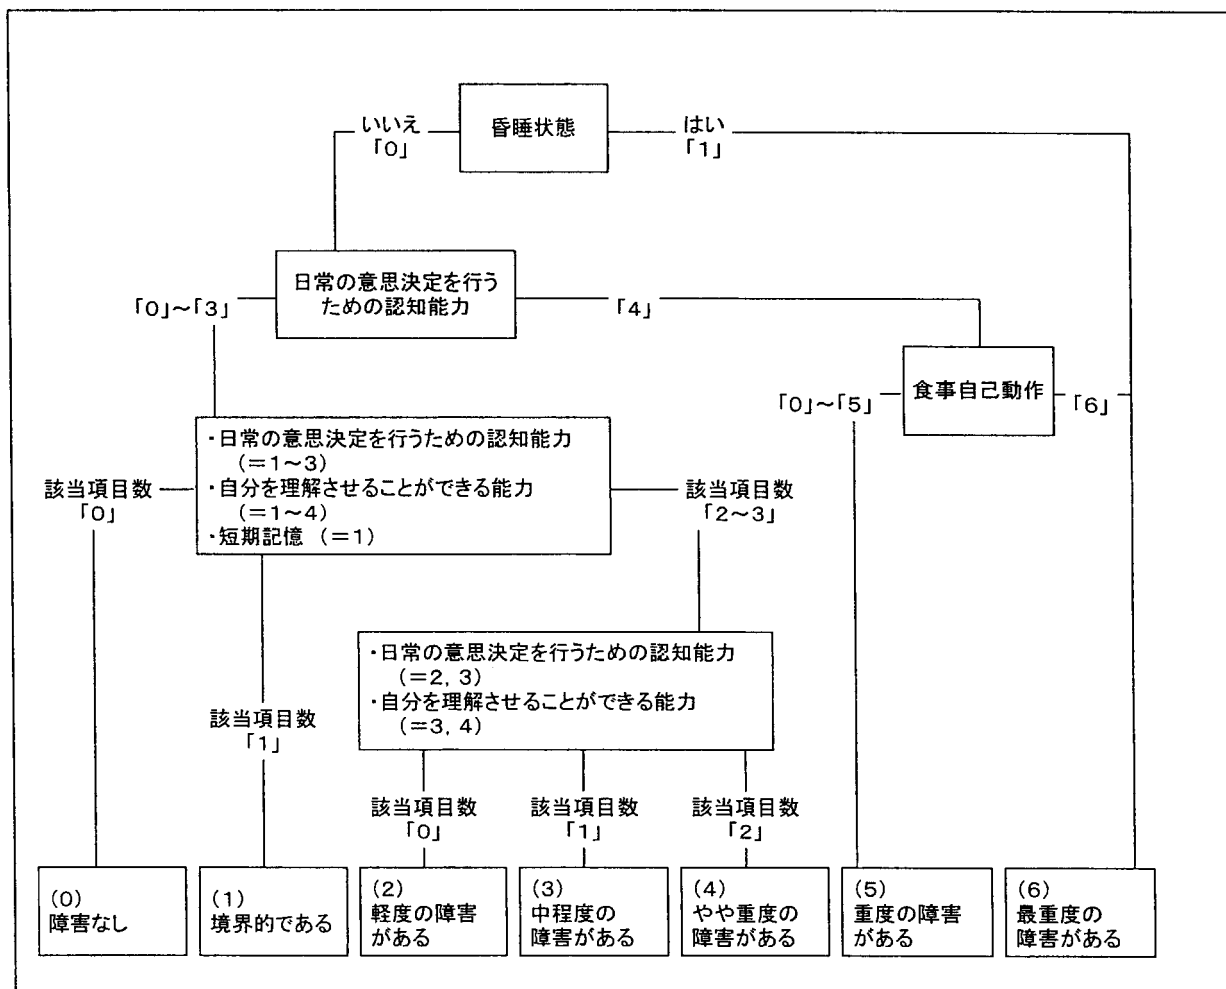 昏睡状態
いいえ
「0」
はい
「1」
日常の意思決定を行う
ための認知能力
「0」~「3」
「4」
食事自己動作
「0」~「5」
「6」
・日常の意思決定を行うための認知能力
(=1~3)
・自分を理解させることができる能力
(=1~4)
・短期記憶 (=1)
該当項目数
「0」
該当項目数
「2~3」
・日常の意思決定を行うための認知能力
(=2, 3)
・自分を理解させることができる能力
(=3, 4)
該当項目数
「1」
該当項目数
「0」
該当項目数
「1」
該当項目数
「2」
(0)
障害なし
(1)
境界的である
(2)
軽度の障害
がある
(3)
中程度の
障害がある
(4)
やや重度の
障害がある
(5)
重度の障害
がある
(6)
最重度の
障害がある